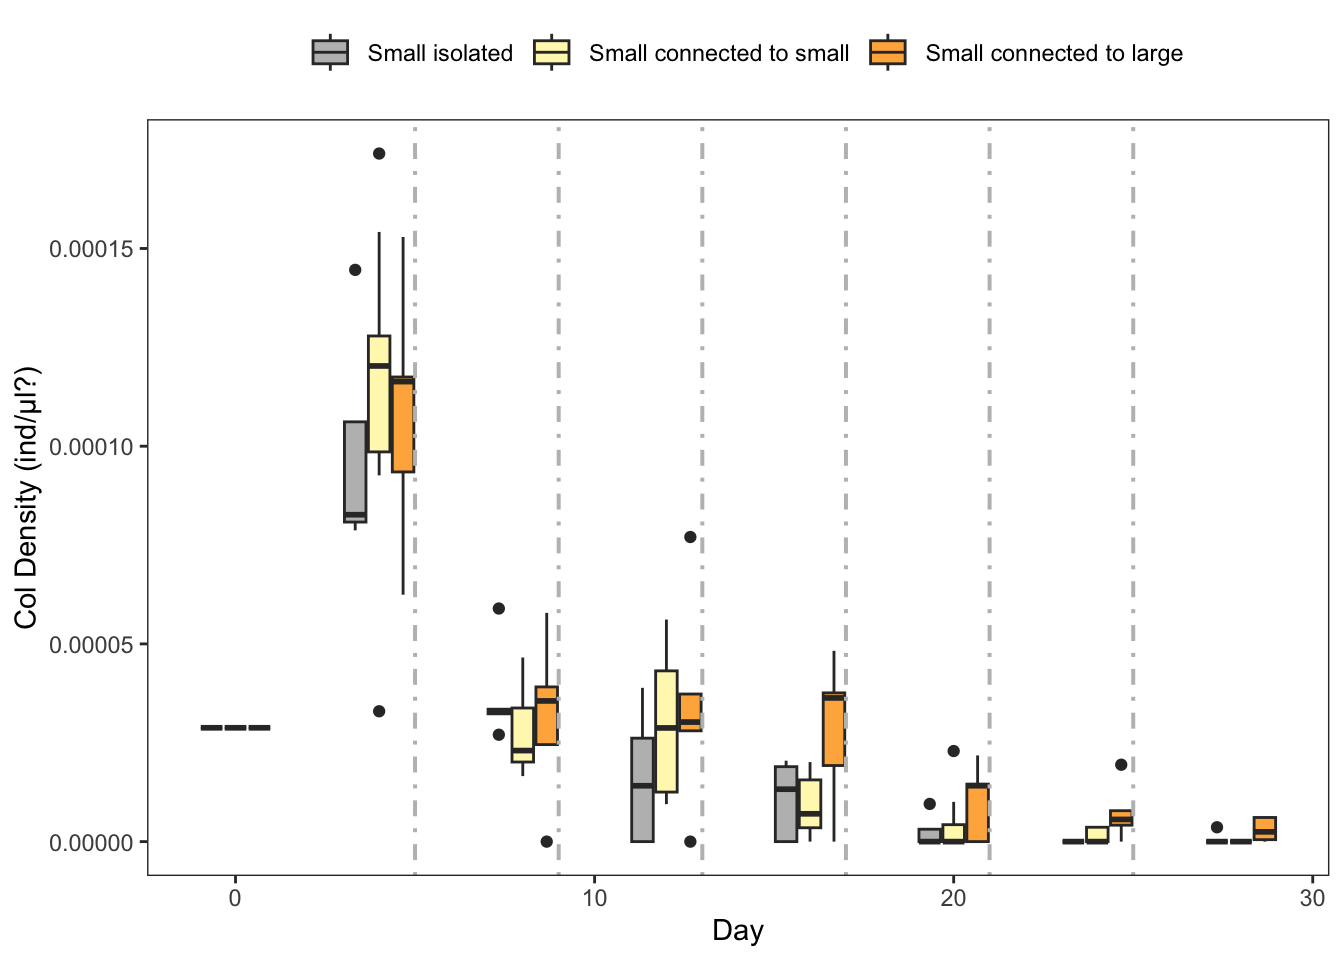 Small isolated Small connected to small Small connected to large
Col Density (ind/µl?)
0.00015
0.00010
0.00005
0.00000
0 10 20 30
Day